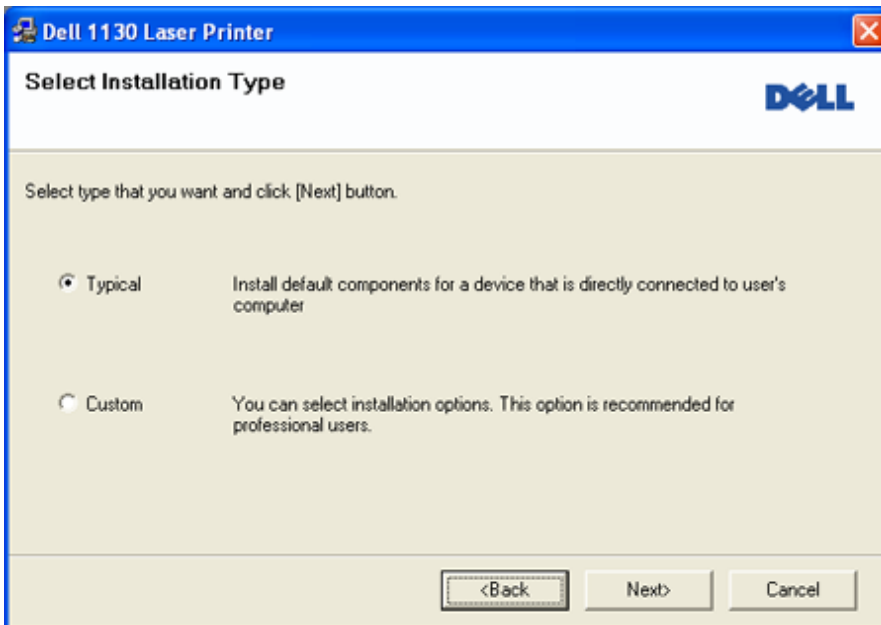 Dell 1130 Laser Printer
Select Installation Type
DELL
Select type that you want and click [Next] button.
Typical
Install default components for a device that is directly connected to user's
computer
Custom
You can select installation options. This option is recommended for
professional users.
<Back
Next>
Cancel